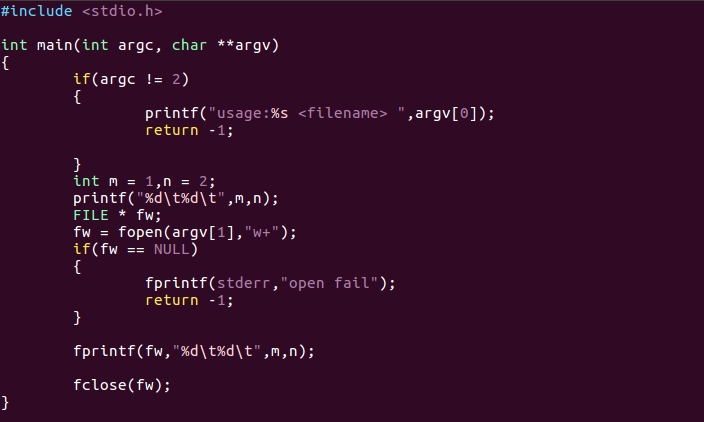 #include <stdio.h>
int main(int argc, char **argv)
{
if(argc != 2)
{
printf("usage:%s <filename> ",argv[0]);
return -1;
}
int m = 1,n = 2;
printf("%d\t%d\t",m,n);
FILE * fw;
fw = fopen(argv[1],"w+");
if(fw == NULL)
{
fprintf(stderr,"open fail");
return -1;
}
fprintf(fw,"%d\t%d\t",m,n);
fclose(fw);
}